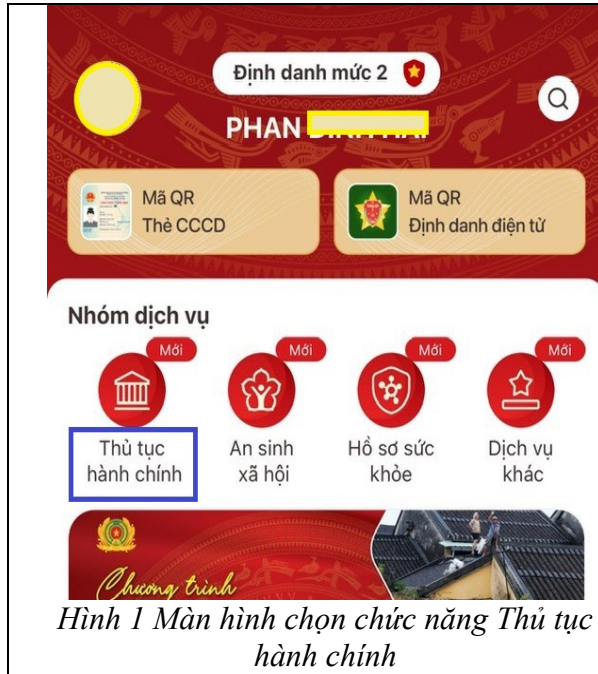 Định danh mức 2
PHAN
Mã QR
Thẻ CCCD
Mã QR
Định danh điện tử
Nhóm dịch vụ
Mới
Mới
Mới
Mới
Thủ tục
hành chính
An sinh
xã hội
Hồ sơ sức
khỏe
Dịch vụ
khác
Chương trình
Hình 1 Màn hình chọn chức năng Thủ tục
hành chính